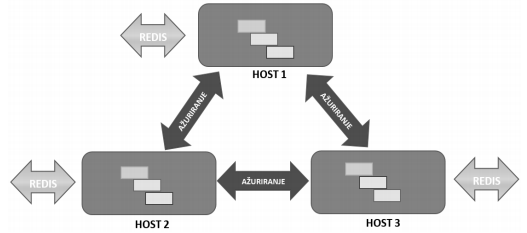 REDIS
HOST 1
AŽURIRANJE
AŽURIRANJE
REDIS
AŽURIRANJE
REDIS
HOST 2
HOST 3